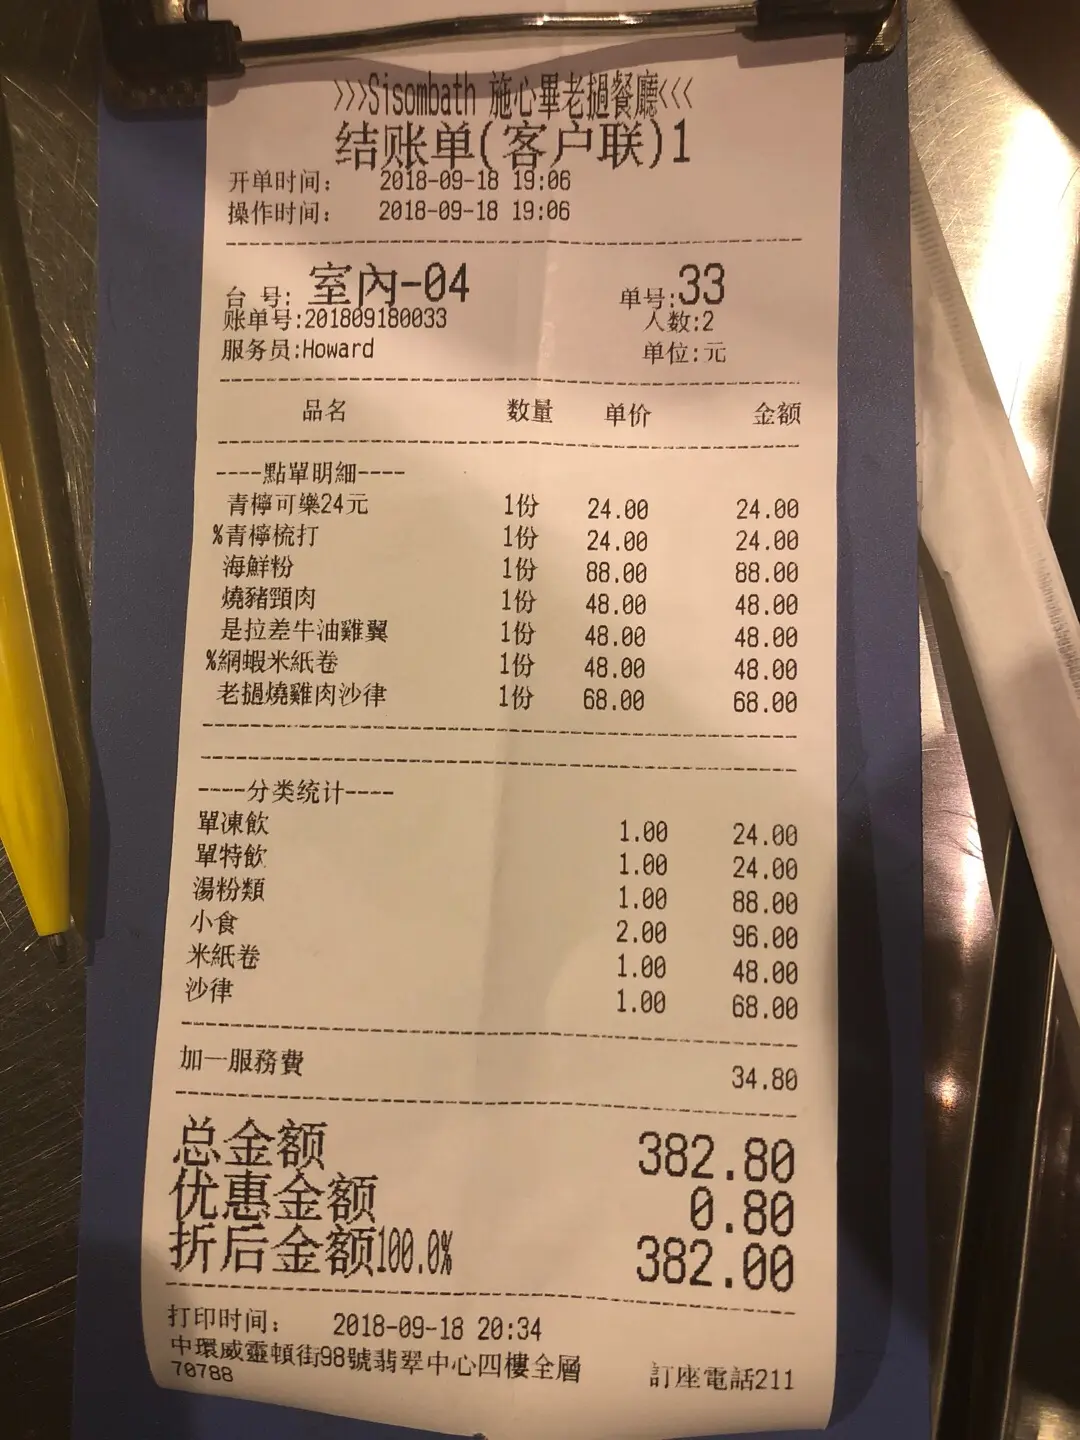 >>>Sisombath 施心畢老撾餐廳<<<
结账单(客户联)1
开单时间: 2018-09-18 19:06
操作时间: 2018-09-18 19:06
台 号: 室內-04 单号:33
账单号:201809180033 人数:2
服务员:Howard 单位:元
品名 数量 单价 金额
----點單明細----
青檸可樂24元 1份 24.00 24.00
%青檸梳打 1份 24.00 24.00
海鮮粉 1份 88.00 88.00
燒豬頸肉 1份 48.00 48.00
是拉差牛油雞翼 1份 48.00 48.00
%網蝦米紙卷 1份 48.00 48.00
老撾燒雞肉沙律 1份 68.00 68.00
----分类统计----
單凍飲 1.00 24.00
單特飲 1.00 24.00
湯粉類 1.00 88.00
小食 2.00 96.00
米紙卷 1.00 48.00
沙律 1.00 68.00
加一服務費 34.80
总金额 382.80
优惠金额 0.80
折后金额100.0% 382.00
打印时间: 2018-09-18 20:34
中環威靈頓街98號翡翠中心四樓全層 訂座電話211
70788